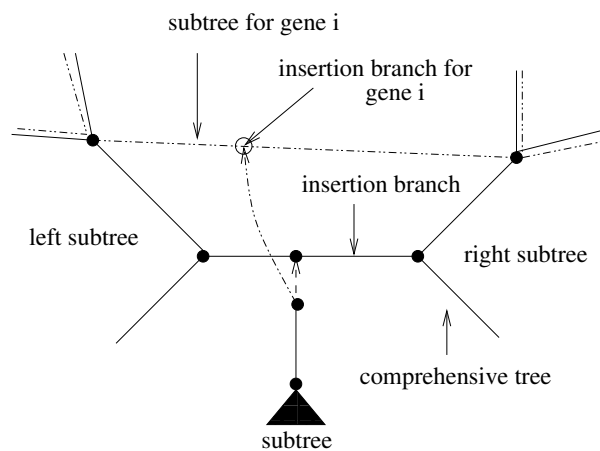 subtree for gene i
insertion branch for
gene i
insertion branch
left subtree
right subtree
comprehensive tree
subtree